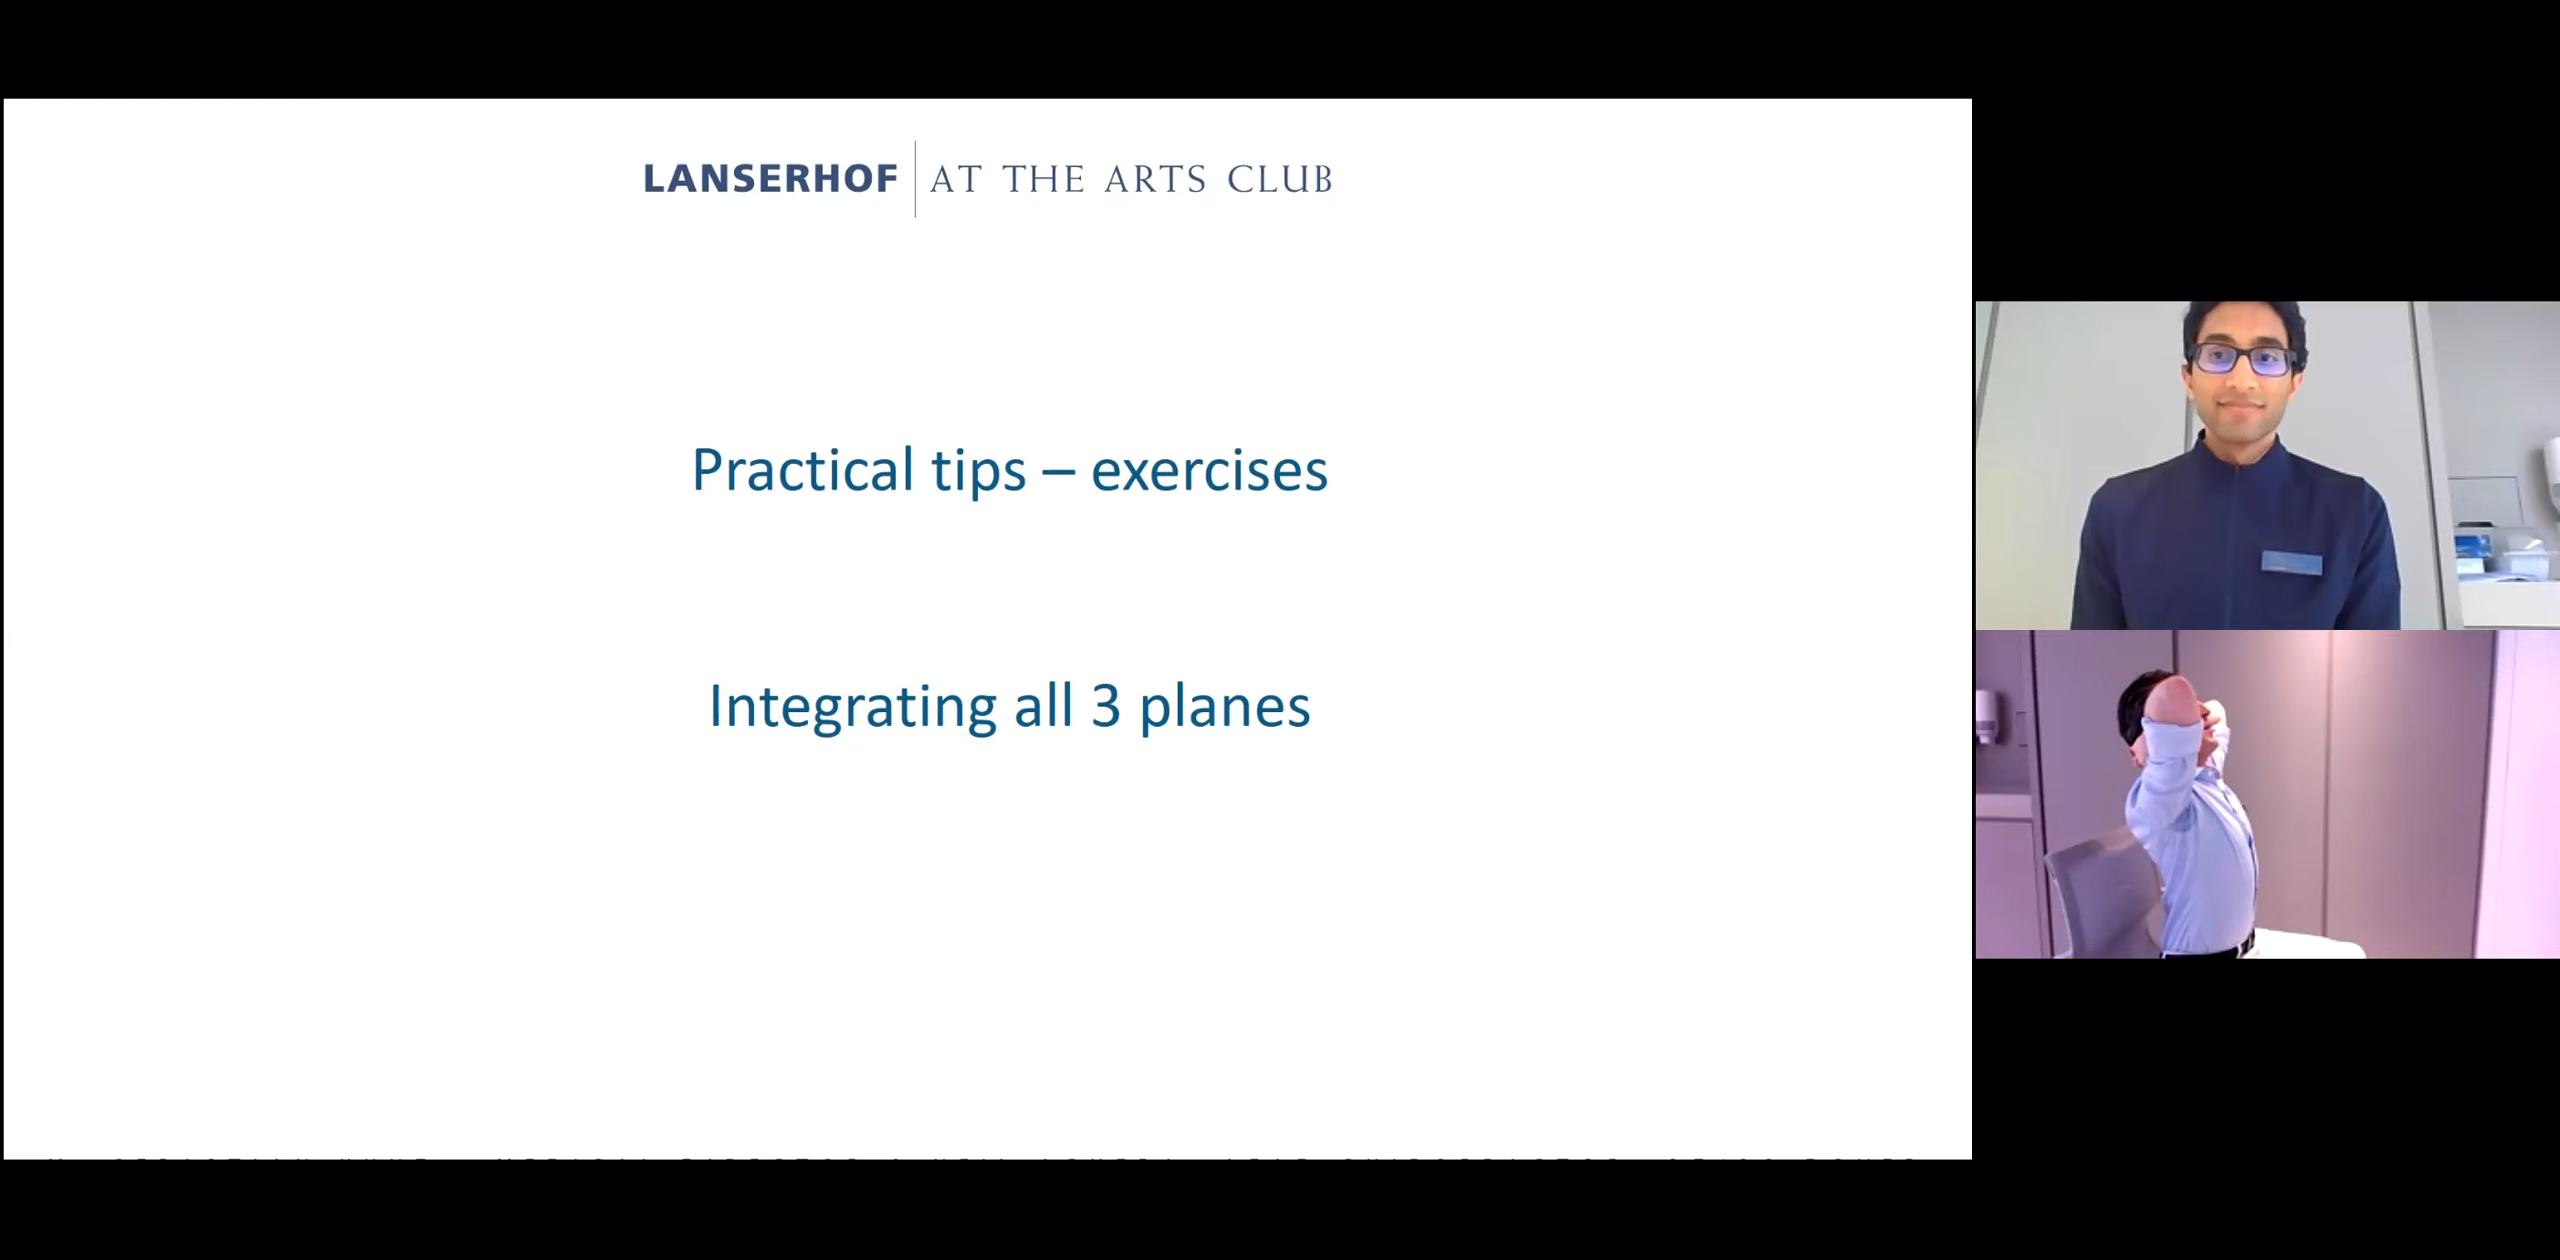 LANSERHOF AT THE ARTS CLUB
Practical tips – exercises
Integrating all 3 planes